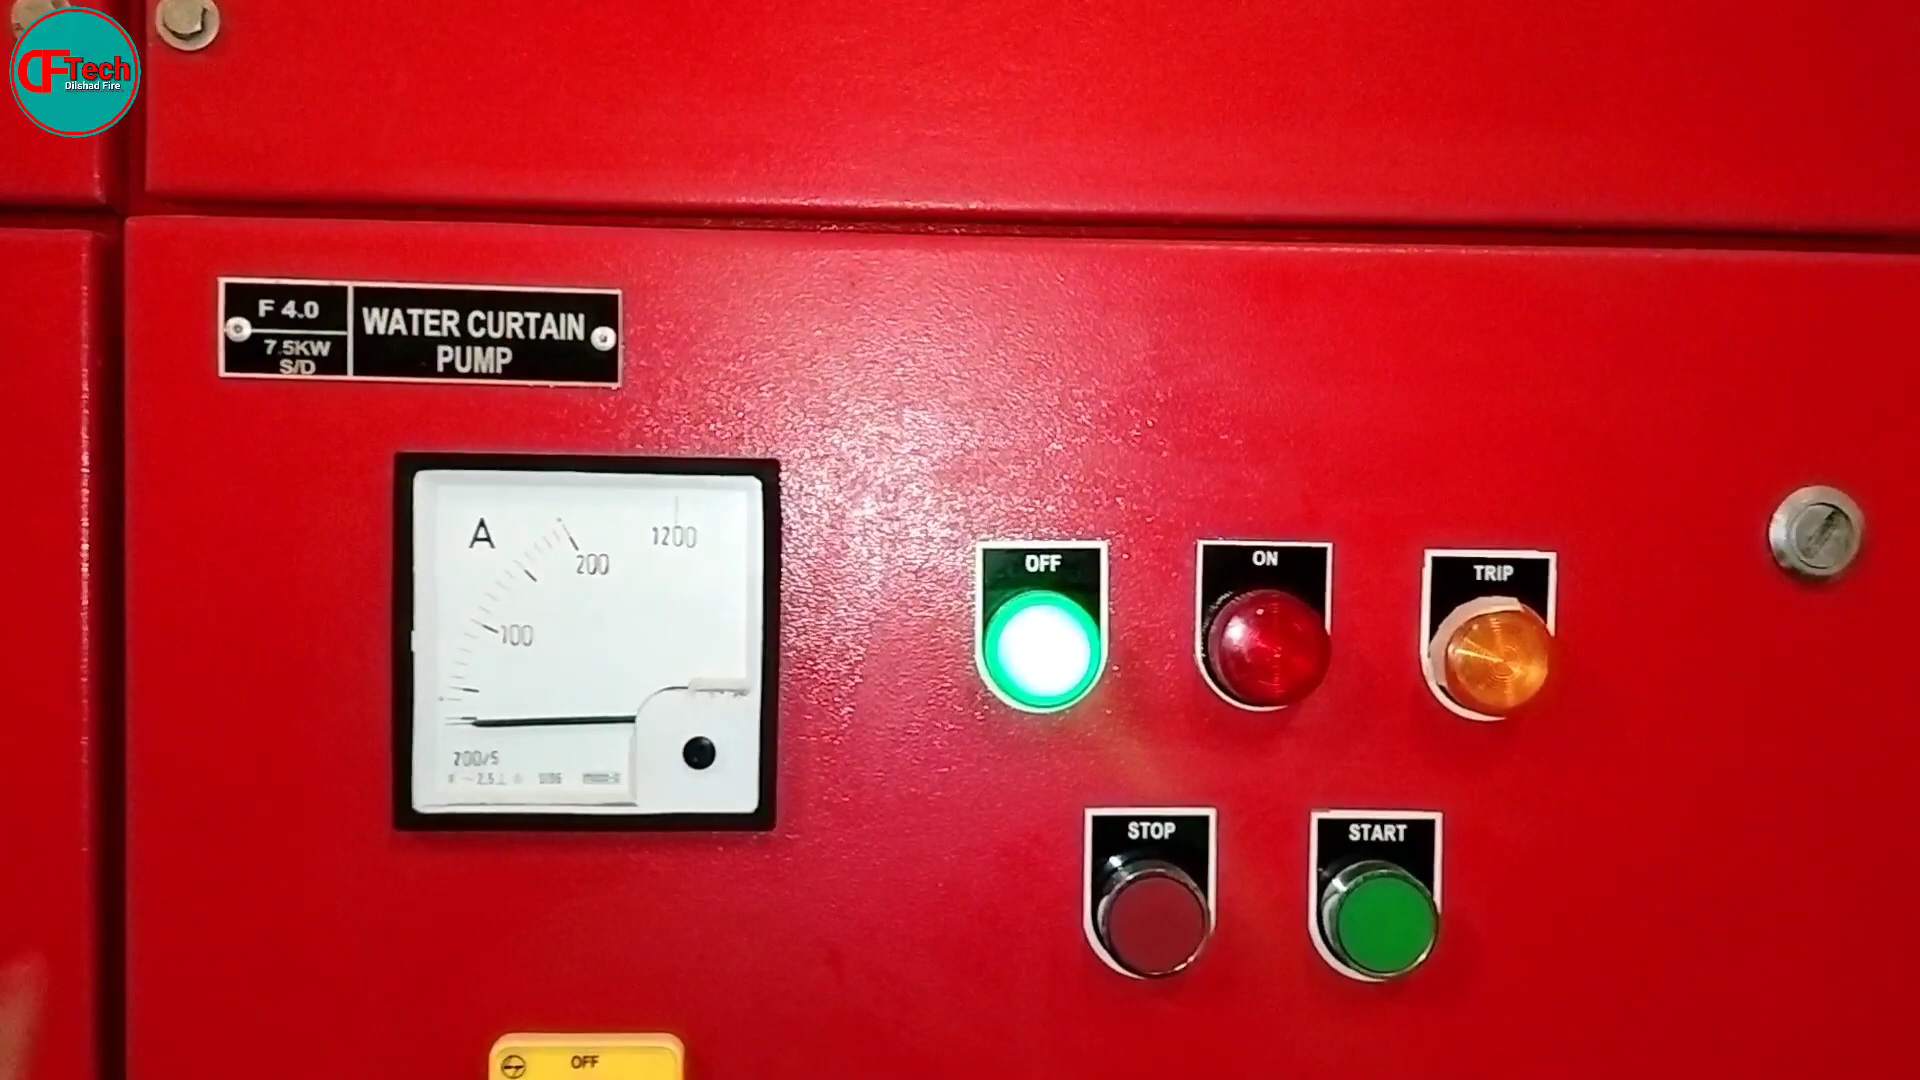 DFTech
Dilshad Fire
F 4.0
7.5KW
S/D
WATER CURTAIN
PUMP
A
200
1200
100
200/5
OFF
ON
TRIP
STOP
START
OFF